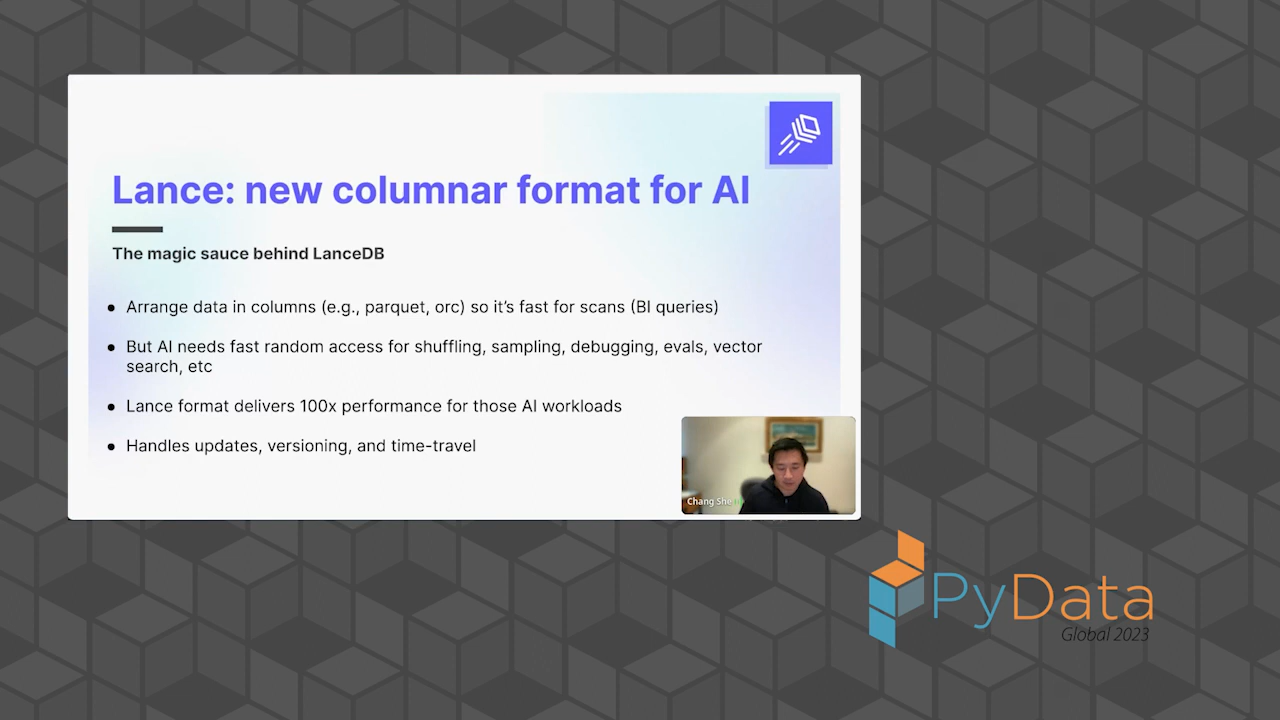 Lance: new columnar format for AI
The magic sauce behind LanceDB
● Arrange data in columns (e.g., parquet, orc) so it's fast for scans (BI queries)
● But AI needs fast random access for shuffling, sampling, debugging, evals, vector
search, etc
● Lance format delivers 100x performance for those AI workloads
● Handles updates, versioning, and time-travel
Chang She
PyData
Global 2023